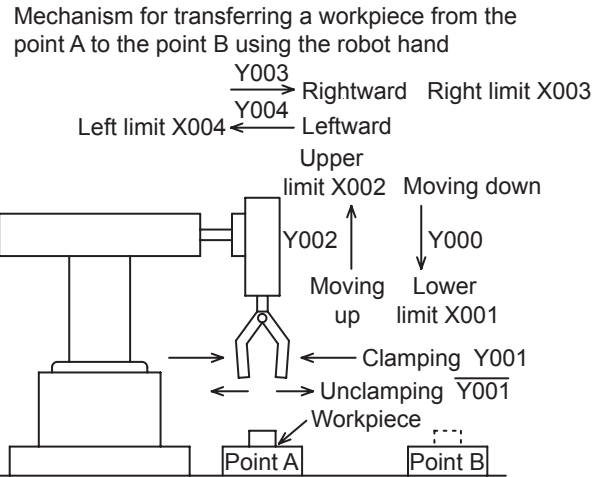 Mechanism for transferring a workpiece from the
point A to the point B using the robot hand
Y003
Rightward Right limit X003
Y004
Left limit X004 Leftward
Upper
limit X002 Moving down
Y002 Y000
Moving Lower
up limit X001
Clamping Y001
Unclamping Y001
Workpiece
Point A Point B